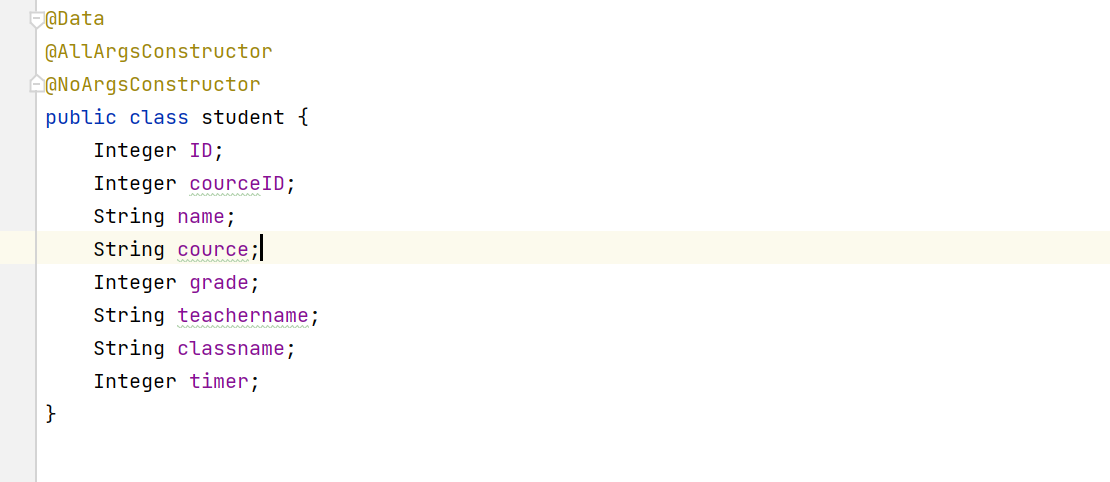 @Data
@AllArgsConstructor
@NoArgsConstructor
public class student {
    Integer ID;
    Integer courceID;
    String name;
    String cource;
    Integer grade;
    String teachername;
    String classname;
    Integer timer;
}